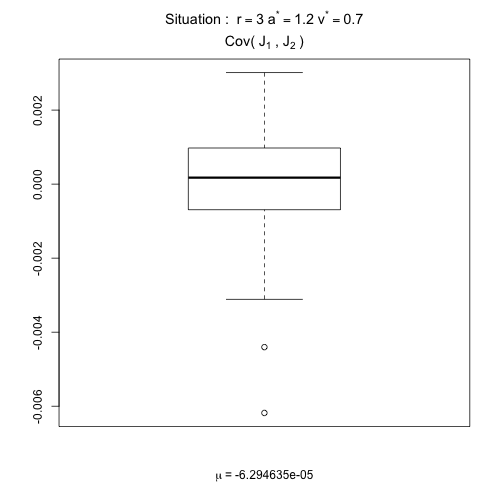 Situation : r = 3 a* = 1.2 v* = 0.7
Cov( J₁ , J₂ )
0.002
0.000
-0.002
-0.004
-0.006
μ = -6.294635e-05